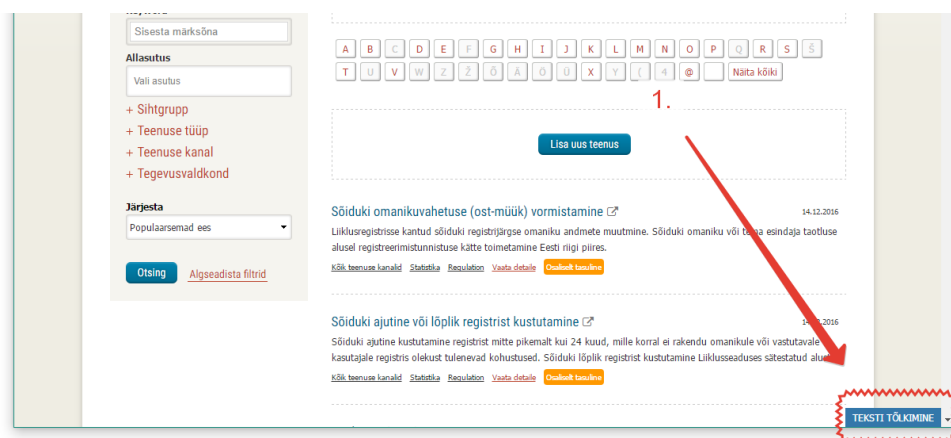 Sisesta märksõna
Allasutus
Vali asutus
+ Sihtgrupp
+ Teenuse tüüp
+ Teenuse kanal
+ Tegevusvaldkond
Järjesta
Populaarsemad ees
Otsing Algseadista filtrid
A B C D E F G H I J K L M N O P Q R S Š
T U V W Z Ž Õ Ä Ö Ü X Y ( 4 @ Näita kõiki
1.
Lisa uus teenus
Sõiduki omanikuvahetuse (ost-müük) vormistamine 14.12.2016
Liiklusregistrisse kantud sõiduki registrijärgse omaniku andmete muutmine. Sõiduki omaniku või tema esindaja taotluse
alusel registreerimistunnistuse kätte toimetamine Eesti riigi piires.
Kõik teenuse kanalid Statistika Regulation Vaata detaile Osaliselt tasuline
Sõiduki ajutine või lõplik registrist kustutamine
Sõiduki ajutine kustutamine registrist mitte pikemalt kui 24 kuud, mille korral ei rakendu omanikule või vastutavale
kasutajale registris olekust tulenevad kohustused. Sõiduki lõplik registrist kustutamine Liiklusseaduses sätestatud
Kõik teenuse kanalid Statistika Regulation Vaata detaile Osaliselt tasuline
TEKSTI TÕLKIMINE